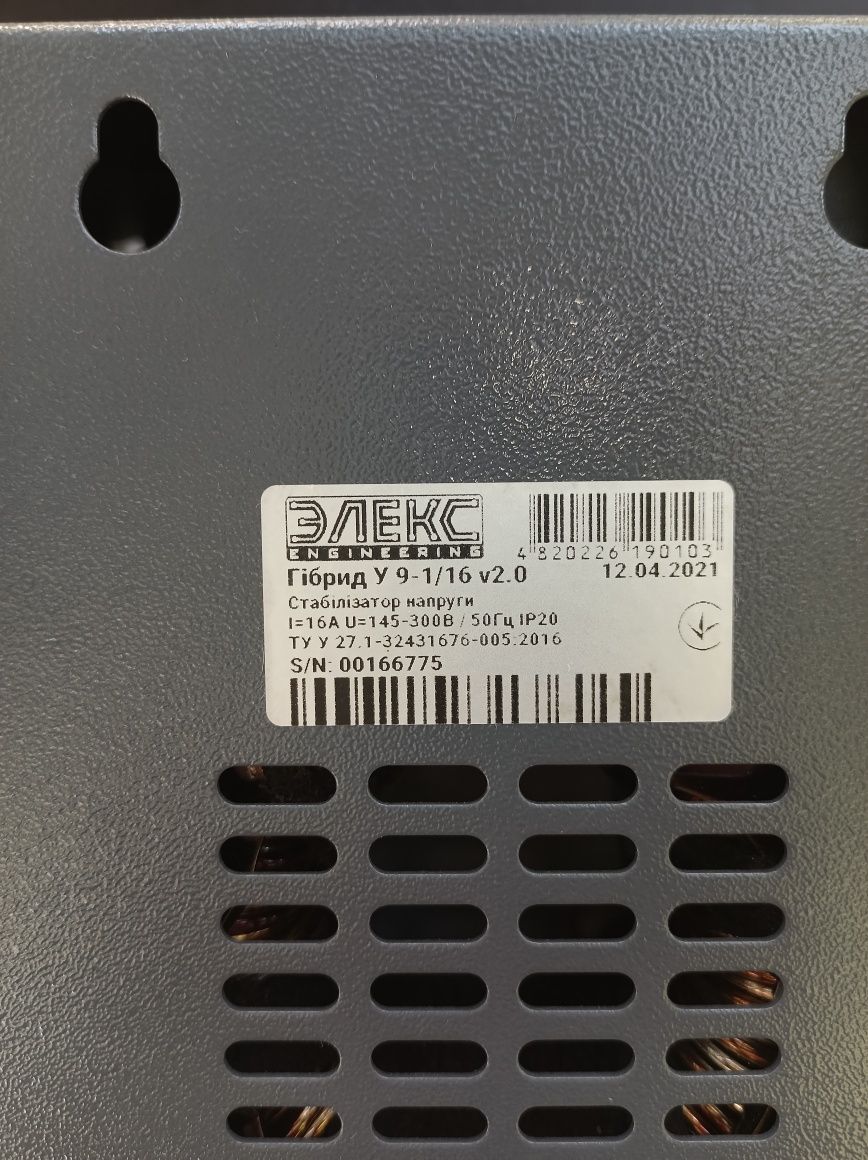 ЭЛЕКС
ENGINEERING
4 820226 190103
Гібрид У 9-1/16 v2.0
12.04.2021
Стабілізатор напруги
I=16A U=145-300В / 50Гц IP20
ТУ У 27.1-32431676-005:2016
S/N: 00166775